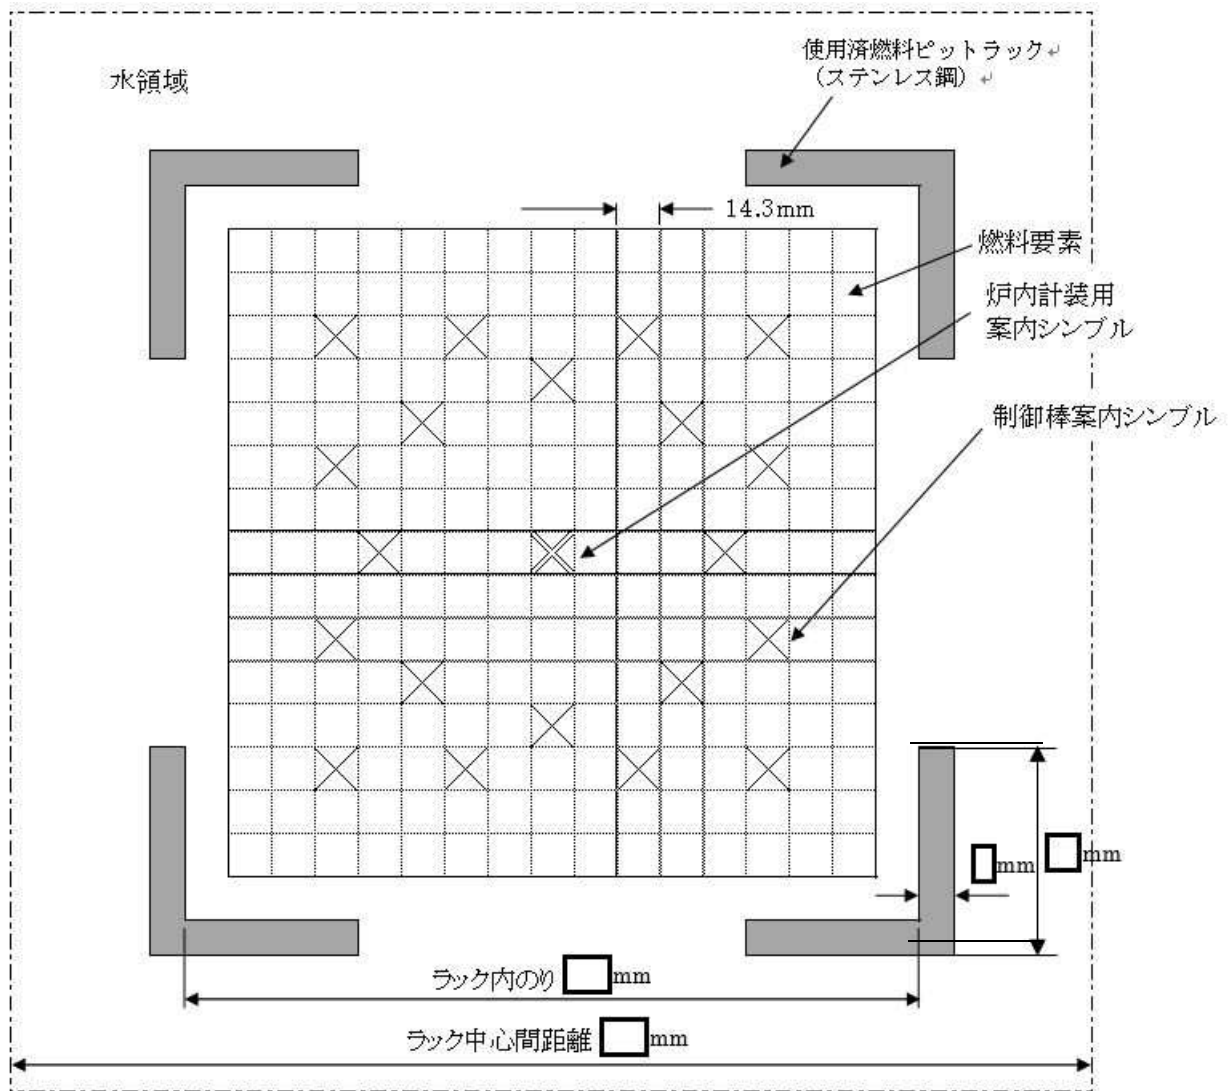 使用済燃料ピットラック
（ステンレス鋼）
水領域
14.3mm
燃料要素
炉内計装用
案内シンブル
制御棒案内シンブル
mm
mm
ラック内のり mm
ラック中心間距離 mm